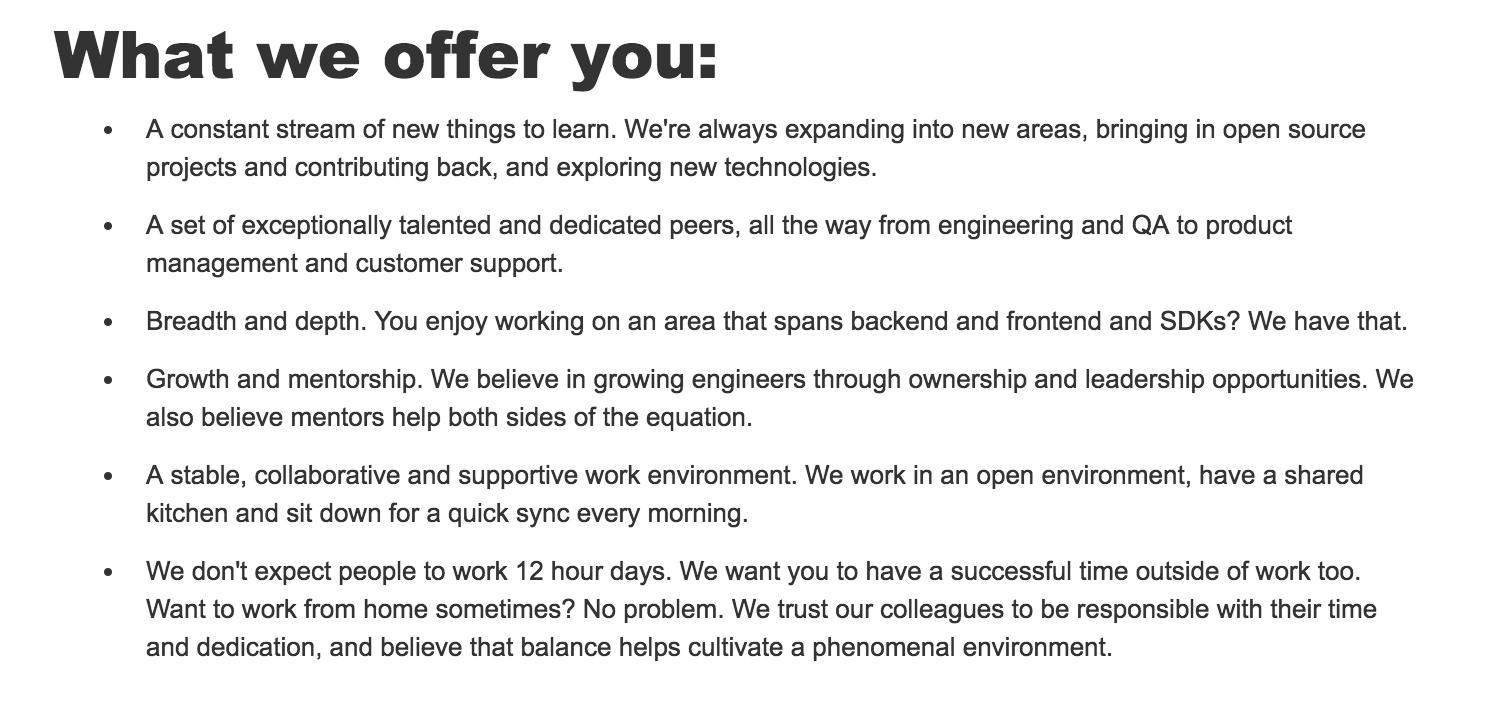 What we offer you:
• A constant stream of new things to learn. We're always expanding into new areas, bringing in open source
projects and contributing back, and exploring new technologies.
• A set of exceptionally talented and dedicated peers, all the way from engineering and QA to product
management and customer support.
• Breadth and depth. You enjoy working on an area that spans backend and frontend and SDKs? We have that.
• Growth and mentorship. We believe in growing engineers through ownership and leadership opportunities. We
also believe mentors help both sides of the equation.
• A stable, collaborative and supportive work environment. We work in an open environment, have a shared
kitchen and sit down for a quick sync every morning.
• We don't expect people to work 12 hour days. We want you to have a successful time outside of work too.
Want to work from home sometimes? No problem. We trust our colleagues to be responsible with their time
and dedication, and believe that balance helps cultivate a phenomenal environment.